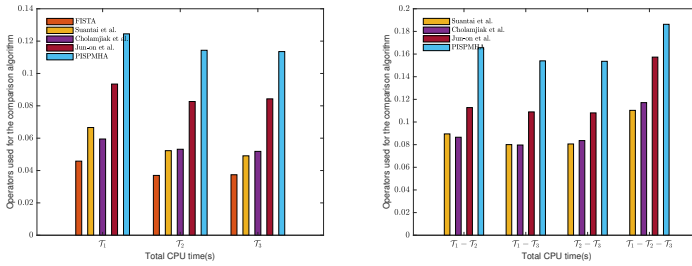 0.14
0.12
0.1
0.08
0.06
0.04
0.02
0
Operators used for the comparison algorithm
FISTA
Suantai et al.
Cholamjiak et al.
Jun-on et al.
PISPMHA
𝒯₁ 𝒯₂ 𝒯₃
Total CPU time(s)
0.2
0.18
0.16
0.14
0.12
0.1
0.08
0.06
0.04
0.02
0
Operators used for the comparison algorithm
Suantai et al.
Cholamjiak et al.
Jun-on et al.
PISPMHA
𝒯₁ − 𝒯₂ 𝒯₁ − 𝒯₃ 𝒯₂ − 𝒯₃ 𝒯₁ − 𝒯₂ − 𝒯₃
Total CPU time(s)